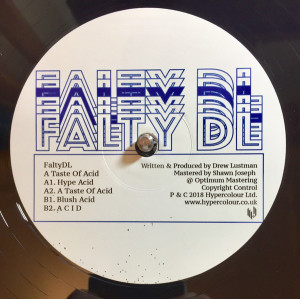 FALTY DL
FaltyDL
A Taste Of Acid
A1. Hype Acid
A2. A Taste Of Acid
B1. Blush Acid
B2. A C I D
Written & Produced by Drew Lustman
Mastered by Shawn Joseph
@ Optimum Mastering
Copyright Control
P & C 2018 Hypercolour Ltd.
www.hypercolour.co.uk